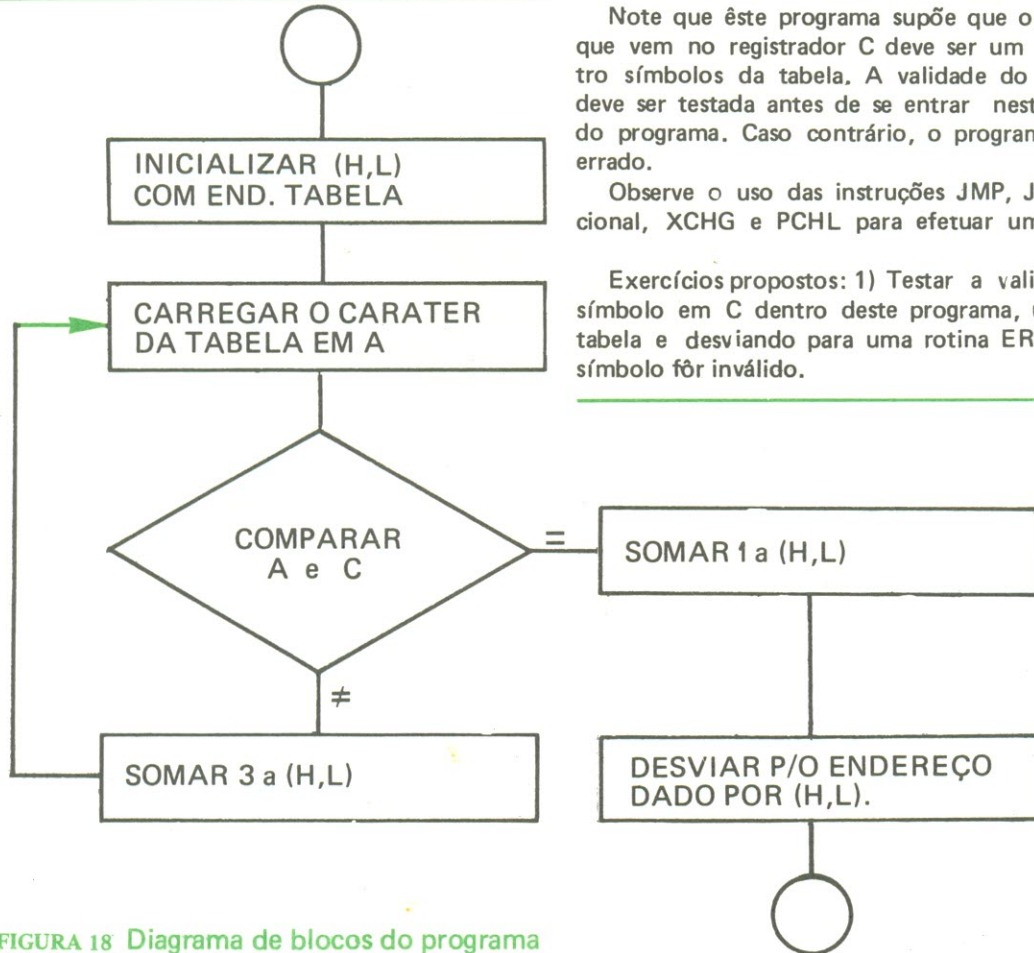 Note que êste programa supõe que o
que vem no registrador C deve ser um
tro símbolos da tabela. A validade do
deve ser testada antes de se entrar nest
do programa. Caso contrário, o program
errado.
Observe o uso das instruções JMP, J
cional, XCHG e PCHL para efetuar um
Exercícios propostos: 1) Testar a vali
símbolo em C dentro deste programa, u
tabela e desviando para uma rotina ER
símbolo fôr inválido.
INICIALIZAR (H,L)
COM END. TABELA
CARREGAR O CARATER
DA TABELA EM A
COMPARAR
A e C
=
SOMAR 1 a (H,L)
≠
SOMAR 3 a (H,L)
DESVIAR P/O ENDEREÇO
DADO POR (H,L).
FIGURA 18 Diagrama de blocos do programa